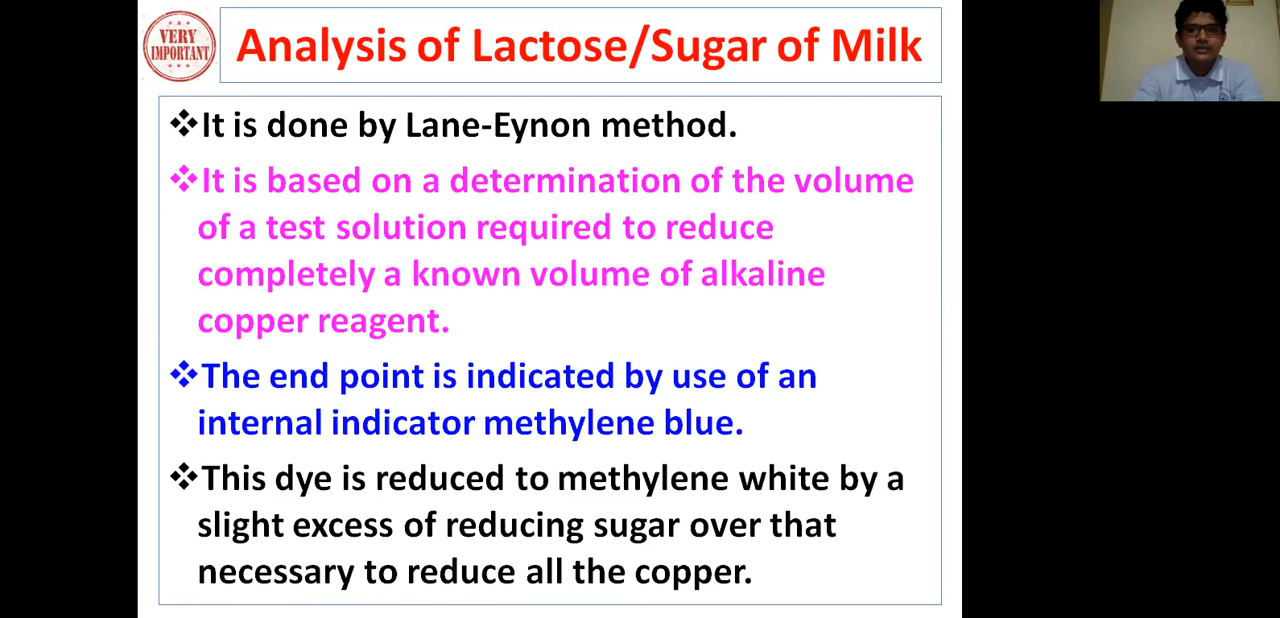 VERY
IMPORTANT
Analysis of Lactose/Sugar of Milk
❖It is done by Lane-Eynon method.
❖It is based on a determination of the volume
of a test solution required to reduce
completely a known volume of alkaline
copper reagent.
❖The end point is indicated by use of an
internal indicator methylene blue.
❖This dye is reduced to methylene white by a
slight excess of reducing sugar over that
necessary to reduce all the copper.